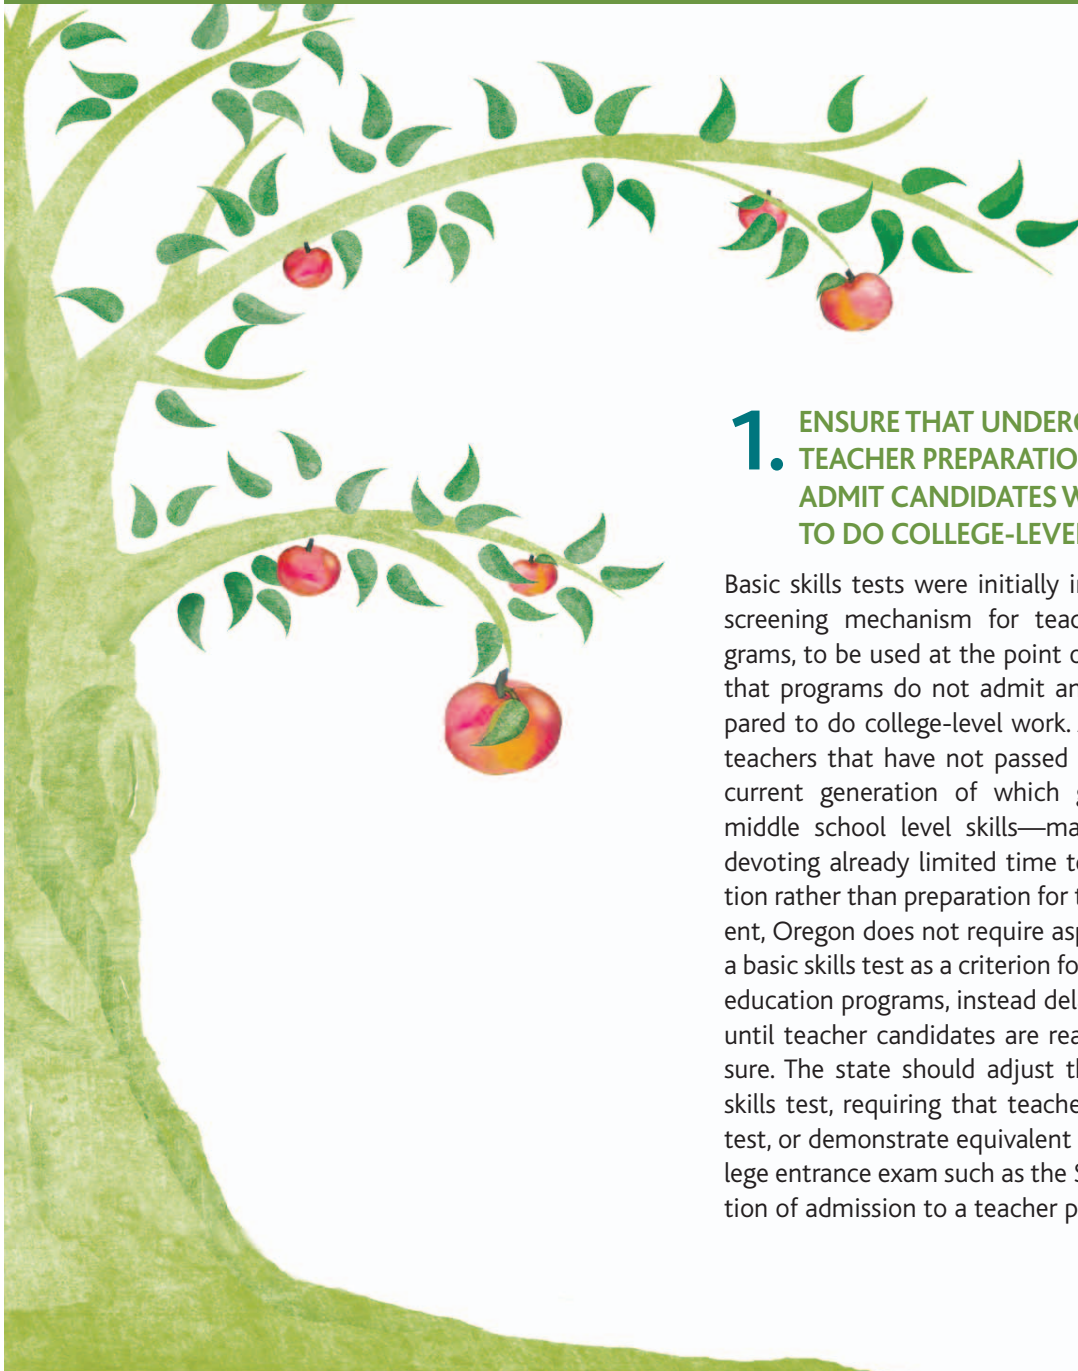 1. ENSURE THAT
TEACHER
ADMIT CANDIDATES
TO DO
Basic skills tests were initially
screening mechanism for
grams, to be used at the point
that programs do not admit
pared to do college-level work.
teachers that have not passed
current generation of which
middle school level skills—
devoting already limited time
tion rather than preparation for
ent, Oregon does not require
a basic skills test as a criterion
education programs, instead
until teacher candidates are
sure. The state should adjust
skills test, requiring that
test, or demonstrate equivalent
lege entrance exam such as the
tion of admission to a teacher